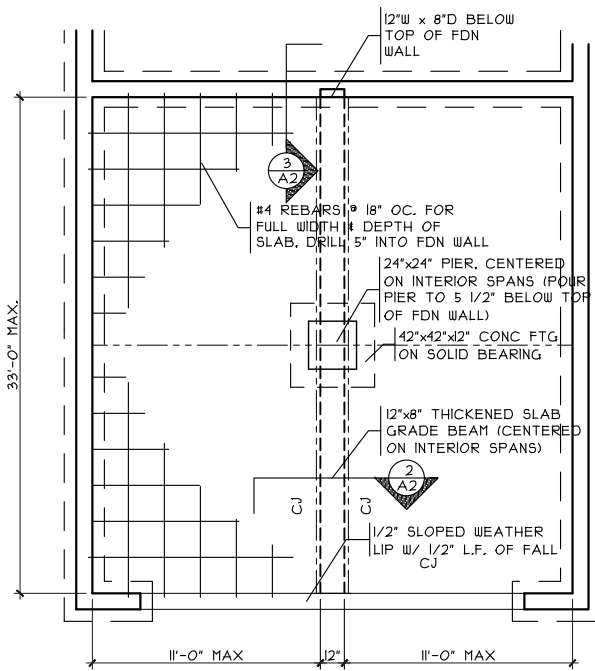 12"W x 8"D BELOW
TOP OF FDN
WALL
3
A2
#4 REBARS @ 18" OC. FOR
FULL WIDTH & DEPTH OF
SLAB, DRILL 5" INTO FDN WALL
24"x24" PIER, CENTERED
ON INTERIOR SPANS (POUR
PIER TO 5 1/2" BELOW TOP
OF FDN WALL)
42"x42"x12" CONC FTG
ON SOLID BEARING
33'-0" MAX.
12"x8" THICKENED SLAB
GRADE BEAM (CENTERED
ON INTERIOR SPANS)
2
A2
CJ
CJ
1/2" SLOPED WEATHER
LIP W/ 1/2" L.F. OF FALL
CJ
11'-0" MAX
12"
11'-0" MAX